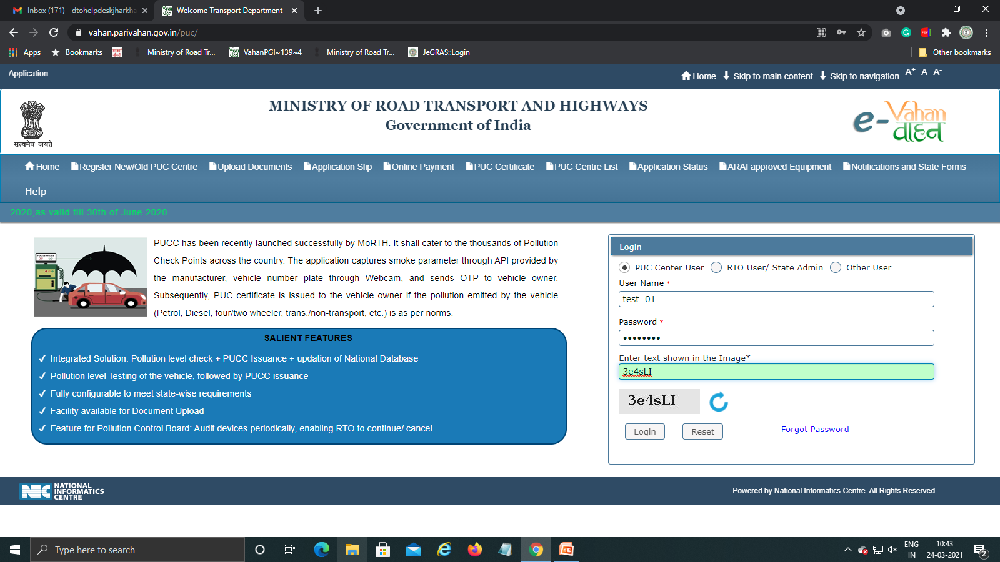 Inbox (171) - dtohelpdeskjharkha
Welcome Transport Department
vahan.parivahan.gov.in/puc/
Apps
Bookmarks
Ministry of Road Tr...
VahanPGI~139~4
Ministry of Road Tr...
JeGRAS::Login
Other bookmarks
Application
Home
Skip to main content
Skip to navigation
A+ A A-
सत्यमेव जयते
MINISTRY OF ROAD TRANSPORT AND HIGHWAYS
Government of India
e-Vahan
वाहन
Home
Register New/Old PUC Centre
Upload Documents
Application Slip
Online Payment
PUC Certificate
PUC Centre List
Application Status
ARAI approved Equipment
Notifications and State Forms
Help
2020,as valid till 30th of June 2020.
PUCC has been recently launched successfully by MoRTH. It shall cater to the thousands of Pollution
Check Points across the country. The application captures smoke parameter through API provided by
the manufacturer, vehicle number plate through Webcam, and sends OTP to vehicle owner.
Subsequently, PUC certificate is issued to the vehicle owner if the pollution emitted by the vehicle
(Petrol, Diesel, four/two wheeler, trans./non-transport, etc.) is as per norms.
SALIENT FEATURES
Integrated Solution: Pollution level check + PUCC Issuance + updation of National Database
Pollution level Testing of the vehicle, followed by PUCC issuance
Fully configurable to meet state-wise requirements
Facility available for Document Upload
Feature for Pollution Control Board: Audit devices periodically, enabling RTO to continue/ cancel
Login
PUC Center User
RTO User/ State Admin
Other User
User Name *
test_01
Password *
••••••••
Enter text shown in the Image*
3e4sLI
3e4sLI
Login
Reset
Forgot Password
NIC
NATIONAL
INFORMATICS
CENTRE
Powered by National Informatics Centre. All Rights Reserved.
Type here to search
ENG
IN
10:43
24-03-2021
2